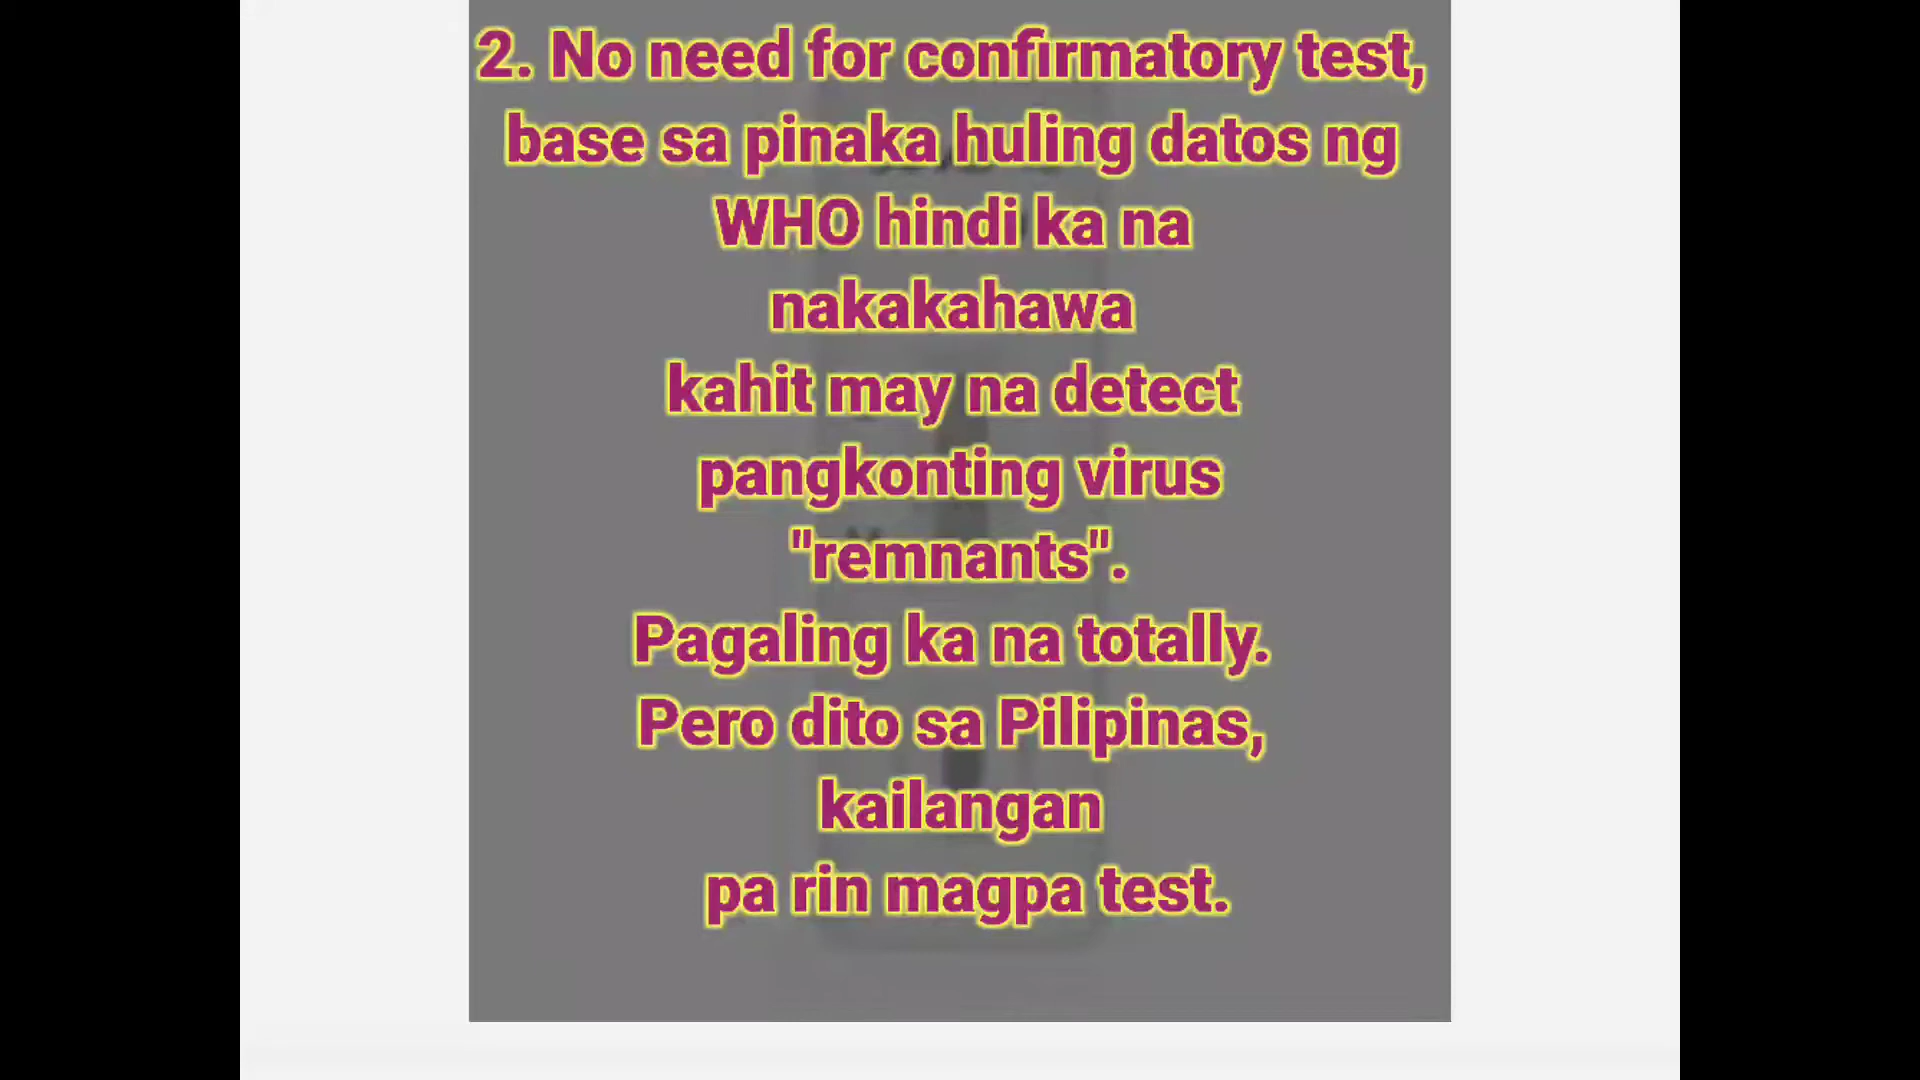 2. No need for confirmatory test,
base sa pinaka huling datos ng
WHO hindi ka na
nakakahawa
kahit may na detect
pangkonting virus
"remnants".
Pagaling ka na totally.
Pero dito sa Pilipinas,
kailangan
pa rin magpa test.